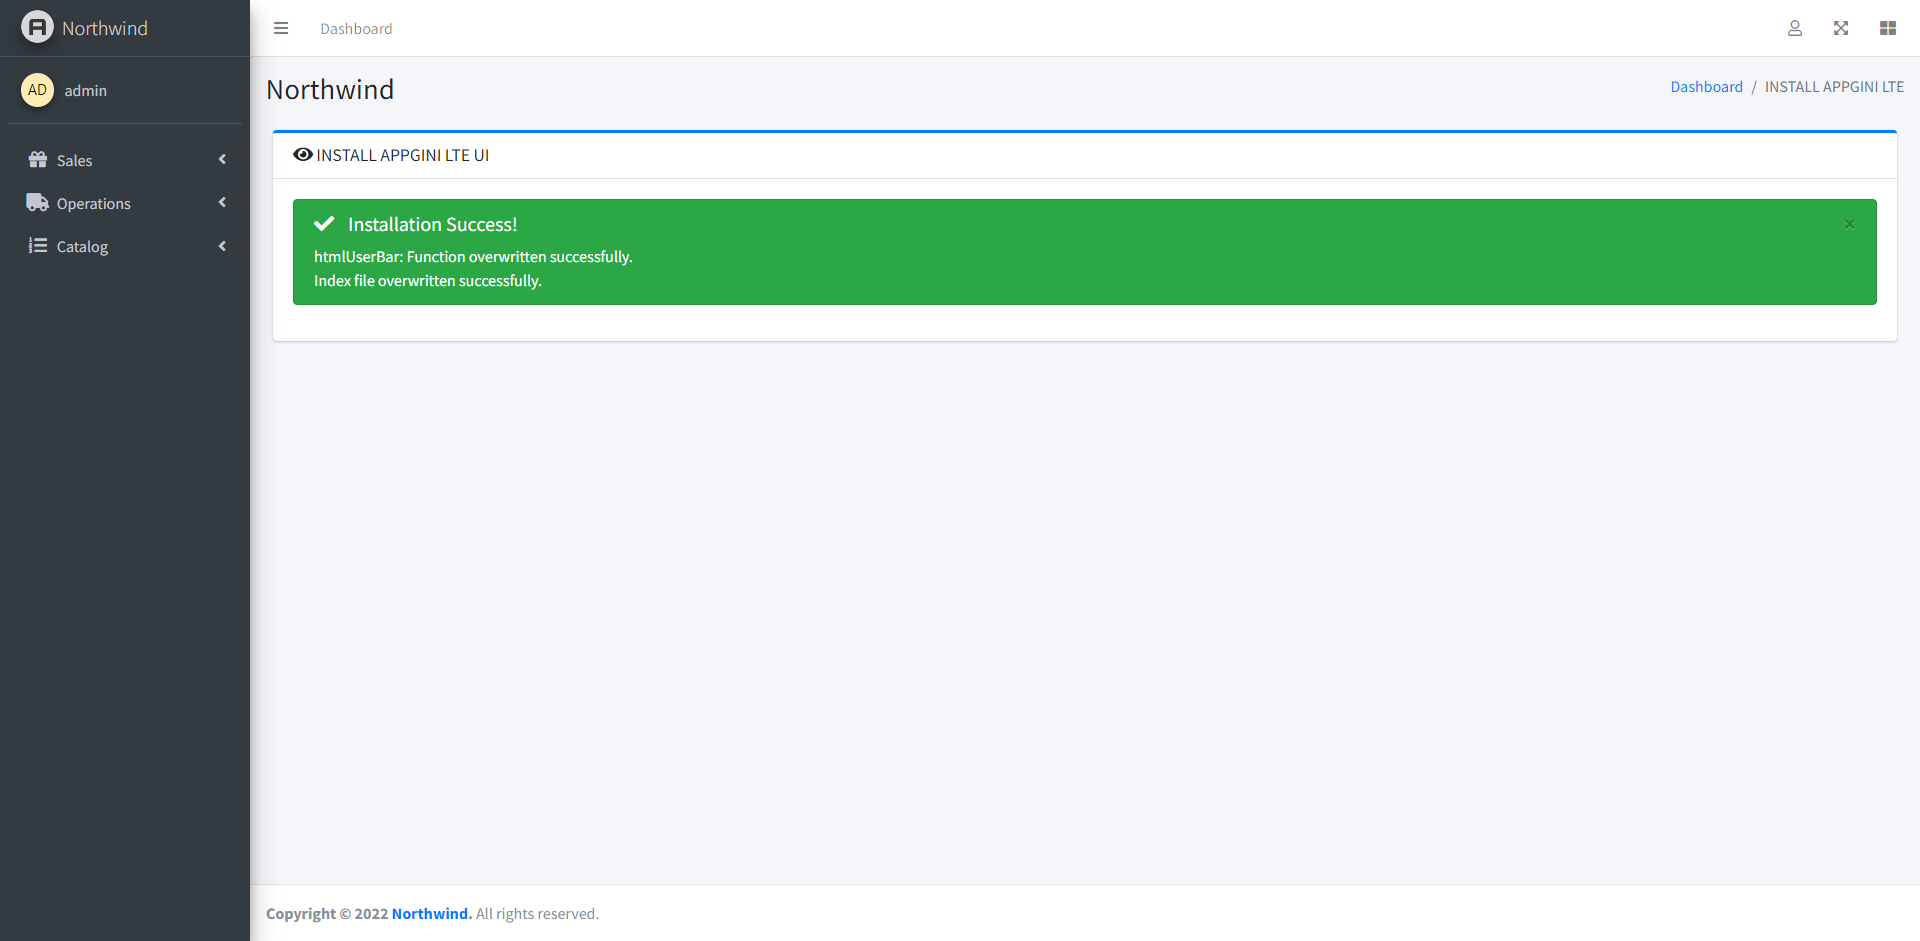 Northwind
Dashboard
AD admin
Sales
Operations
Catalog
Northwind
Dashboard / INSTALL APPGINI LTE
INSTALL APPGINI LTE UI
Installation Success!
×
htmlUserBar: Function overwritten successfully.
Index file overwritten successfully.
Copyright © 2022 Northwind. All rights reserved.